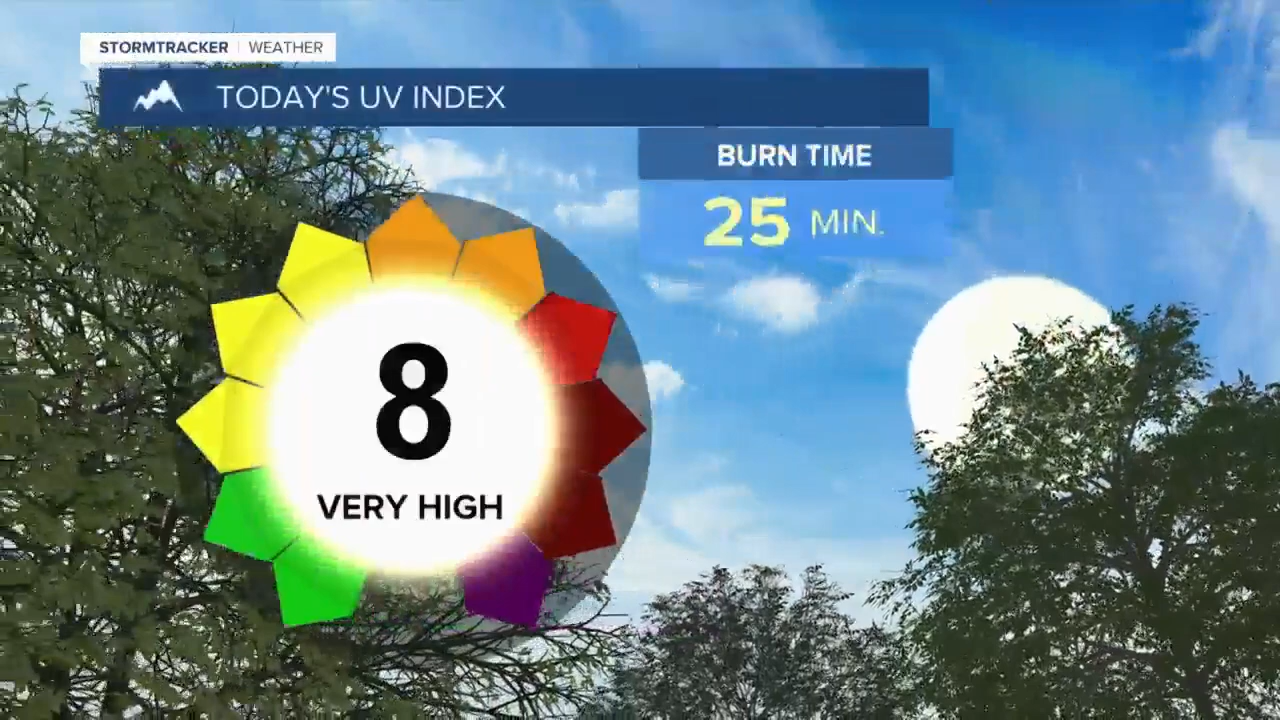 STORMTRACKER | WEATHER
TODAY'S UV INDEX
BURN TIME
25 MIN.
8
VERY HIGH